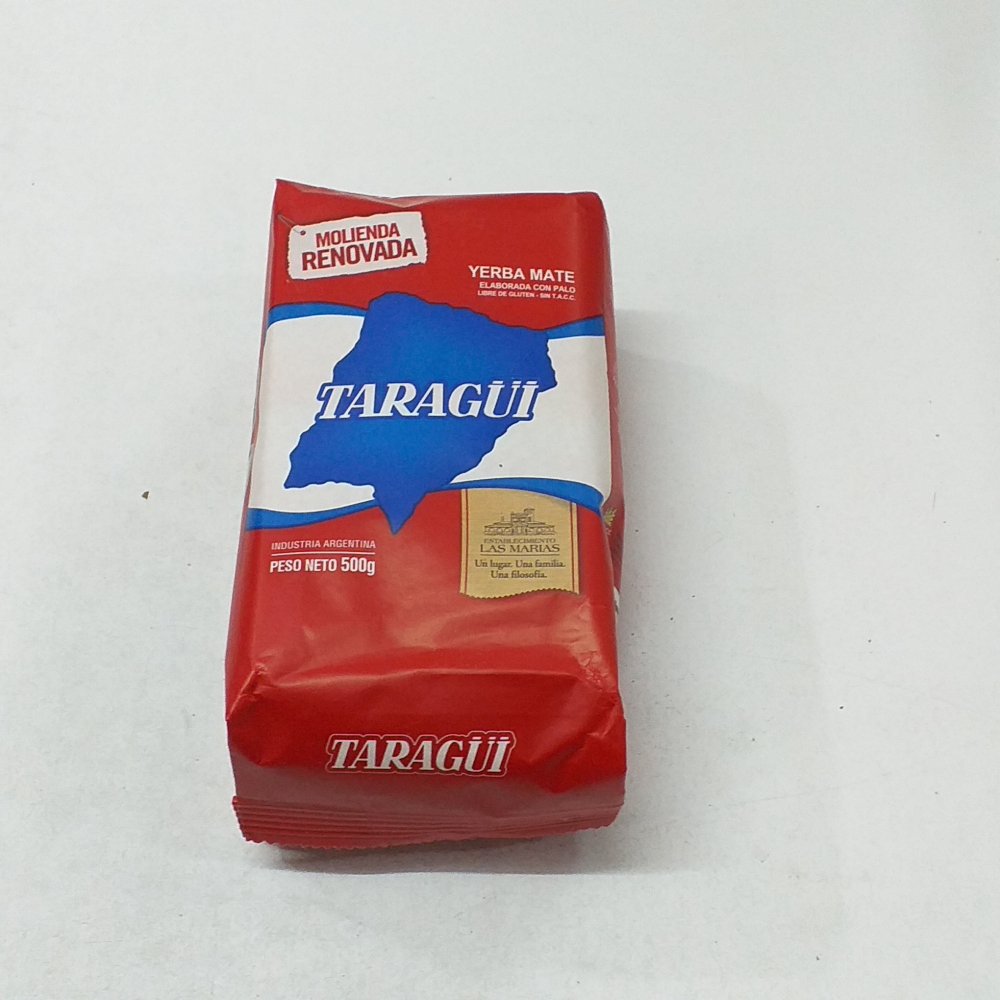 MOLIENDA
RENOVADA
YERBA MATE
ELABORADA CON PALO
LIBRE DE GLUTEN - SIN T.A.C.C.
TARAGÜI
INDUSTRIA ARGENTINA
PESO NETO 500g
ESTABLECIMIENTO
LAS MARIAS
Un lugar. Una familia.
Una filosofía.
TARAGÜI